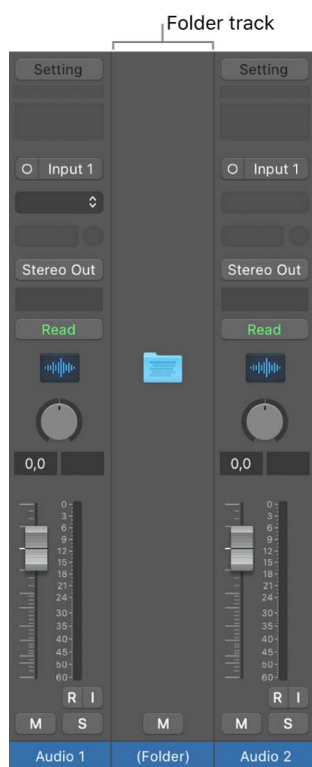 Folder track
Setting
Setting
Input 1
Input 1
Stereo Out
Stereo Out
Read
Read
0,0
0,0
0
3
6
9
12
15
18
21
24
30
35
40
45
50
60
0
3
6
9
12
15
18
21
24
30
35
40
45
50
60
R I
R I
M S
M
M S
Audio 1
(Folder)
Audio 2